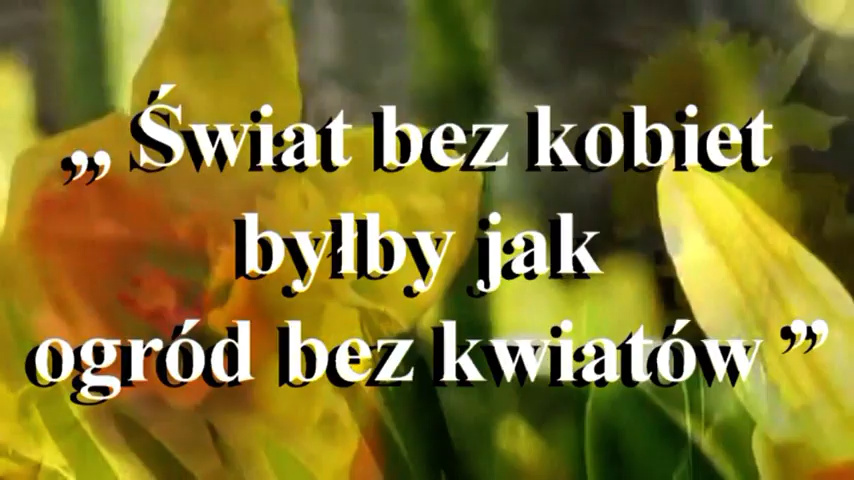 „ Świat bez kobiet
byłby jak
ogród bez kwiatów ”